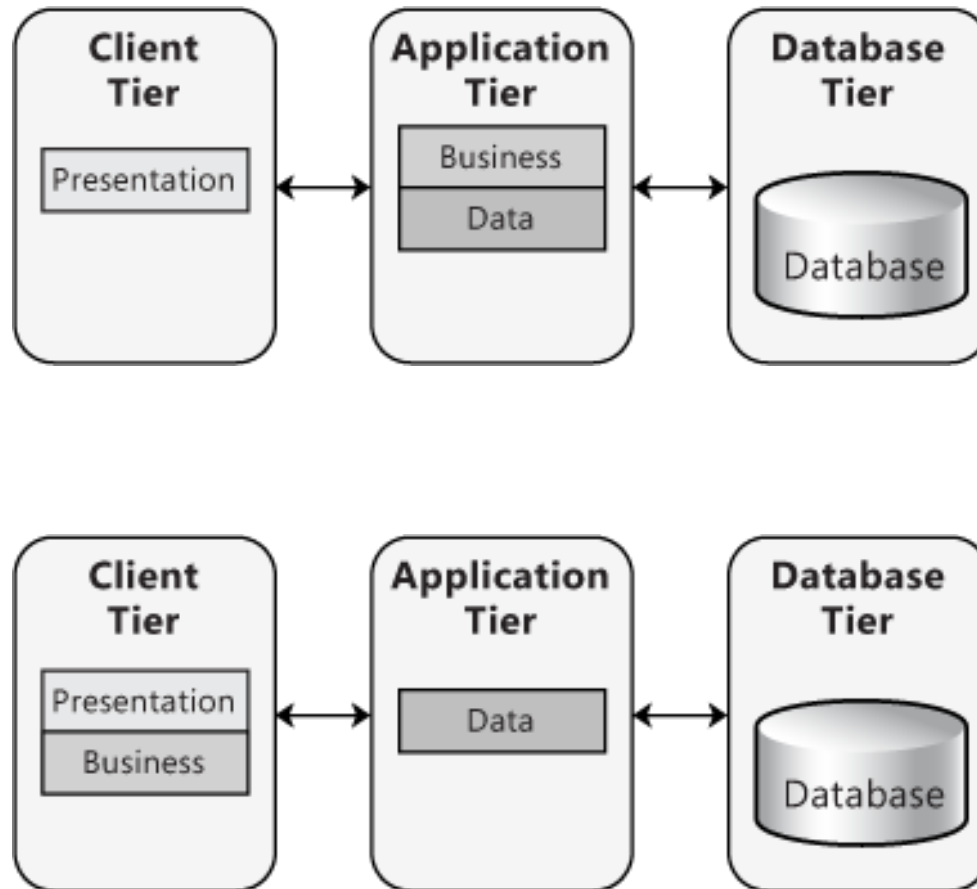 Client
Tier
Presentation
Application
Tier
Business
Data
Database
Tier
Database
Client
Tier
Presentation
Business
Application
Tier
Data
Database
Tier
Database